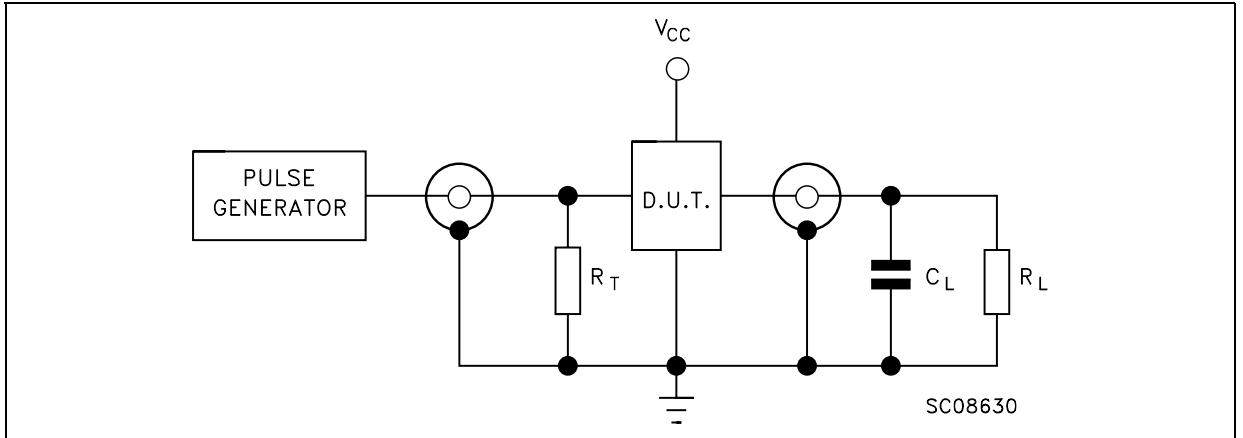 VCC
PULSE
GENERATOR
D.U.T.
RT
CL
RL
SC08630